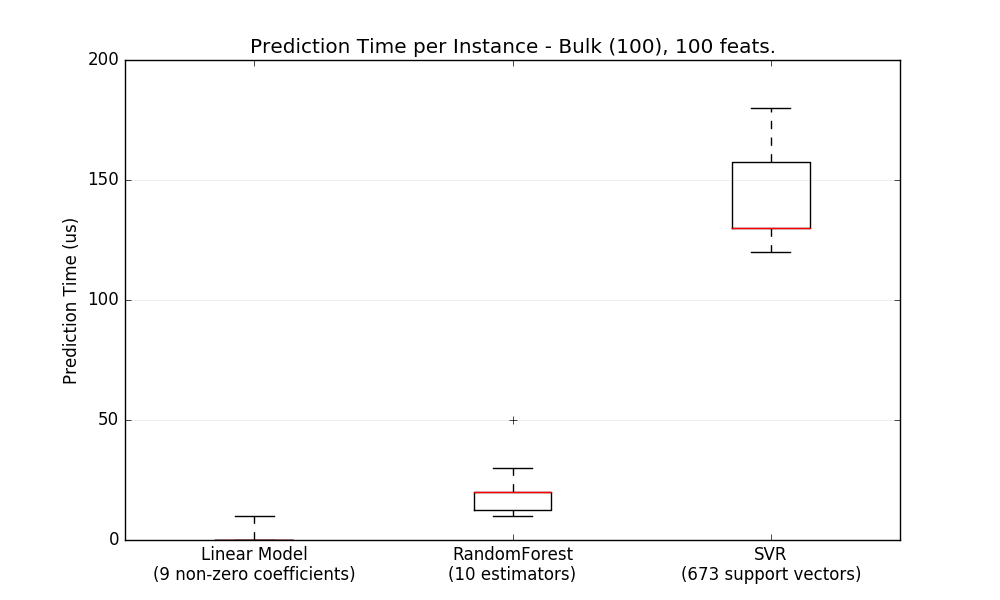 Prediction Time per Instance - Bulk (100), 100 feats.
200
150
100
50
0
Prediction Time (us)
Linear Model
(9 non-zero coefficients)
RandomForest
(10 estimators)
SVR
(673 support vectors)